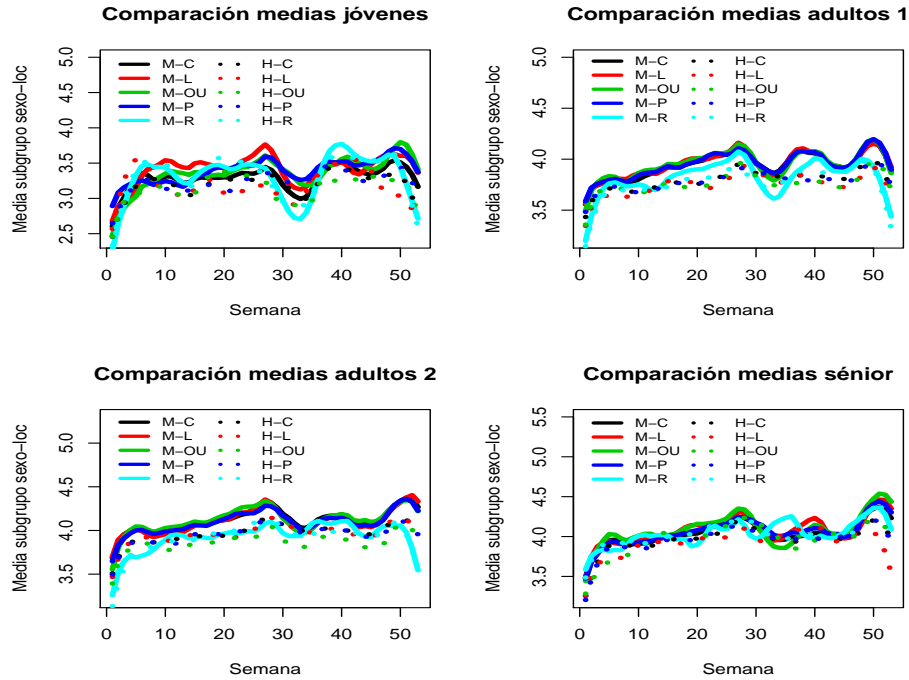 Comparación medias jóvenes
Media subgrupo sexo−loc
5.0
4.5
4.0
3.5
3.0
2.5
M−C H−C
M−L H−L
M−OU H−OU
M−P H−P
M−R H−R
0 10 20 30 40 50
Semana
Comparación medias adultos 1
Media subgrupo sexo−loc
5.0
4.5
4.0
3.5
M−C H−C
M−L H−L
M−OU H−OU
M−P H−P
M−R H−R
0 10 20 30 40 50
Semana
Comparación medias adultos 2
Media subgrupo sexo−loc
5.0
4.5
4.0
3.5
M−C H−C
M−L H−L
M−OU H−OU
M−P H−P
M−R H−R
0 10 20 30 40 50
Semana
Comparación medias sénior
Media subgrupo sexo−loc
5.5
5.0
4.5
4.0
3.5
M−C H−C
M−L H−L
M−OU H−OU
M−P H−P
M−R H−R
0 10 20 30 40 50
Semana